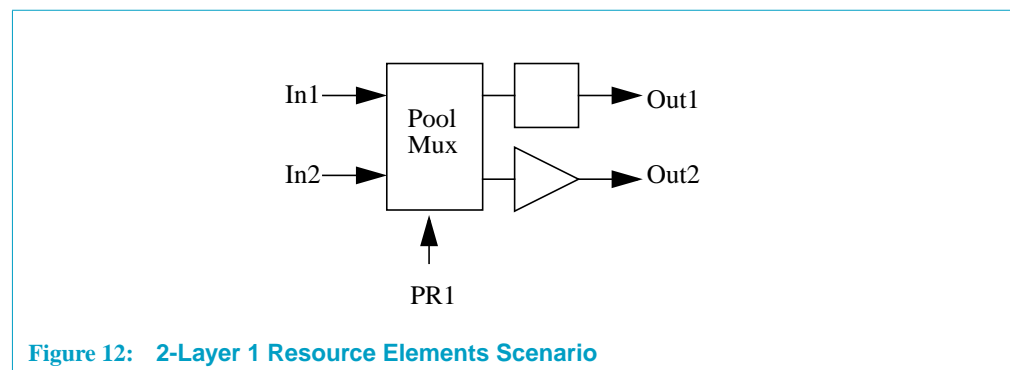 In1
Out1
Pool
Mux
In2
Out2
PR1
Figure 12: 2-Layer 1 Resource Elements Scenario